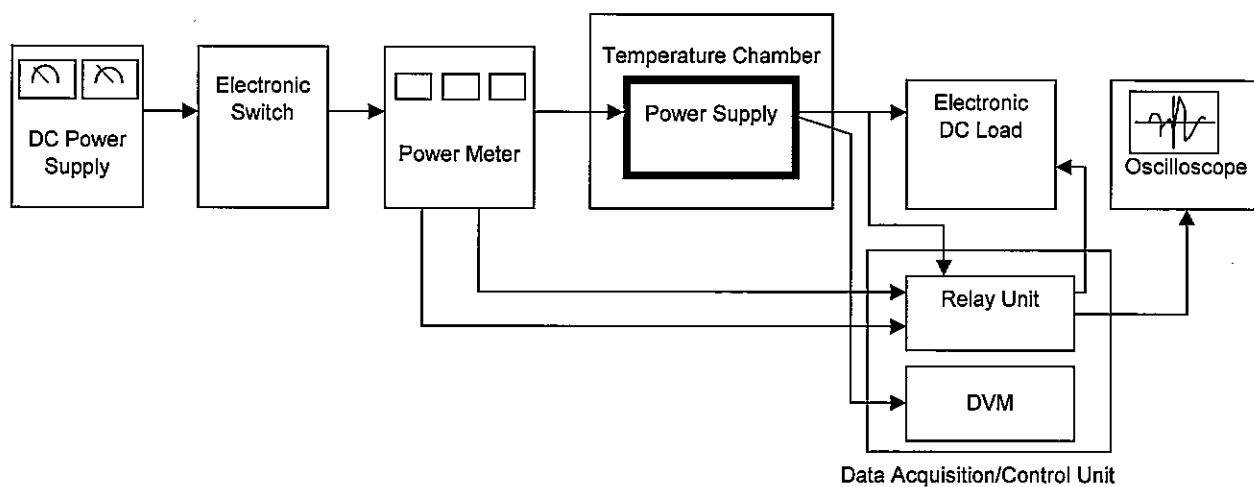 DC Power
Supply
Electronic
Switch
Power Meter
Temperature Chamber
Power Supply
Electronic
DC Load
Oscilloscope
Relay Unit
DVM
Data Acquisition/Control Unit